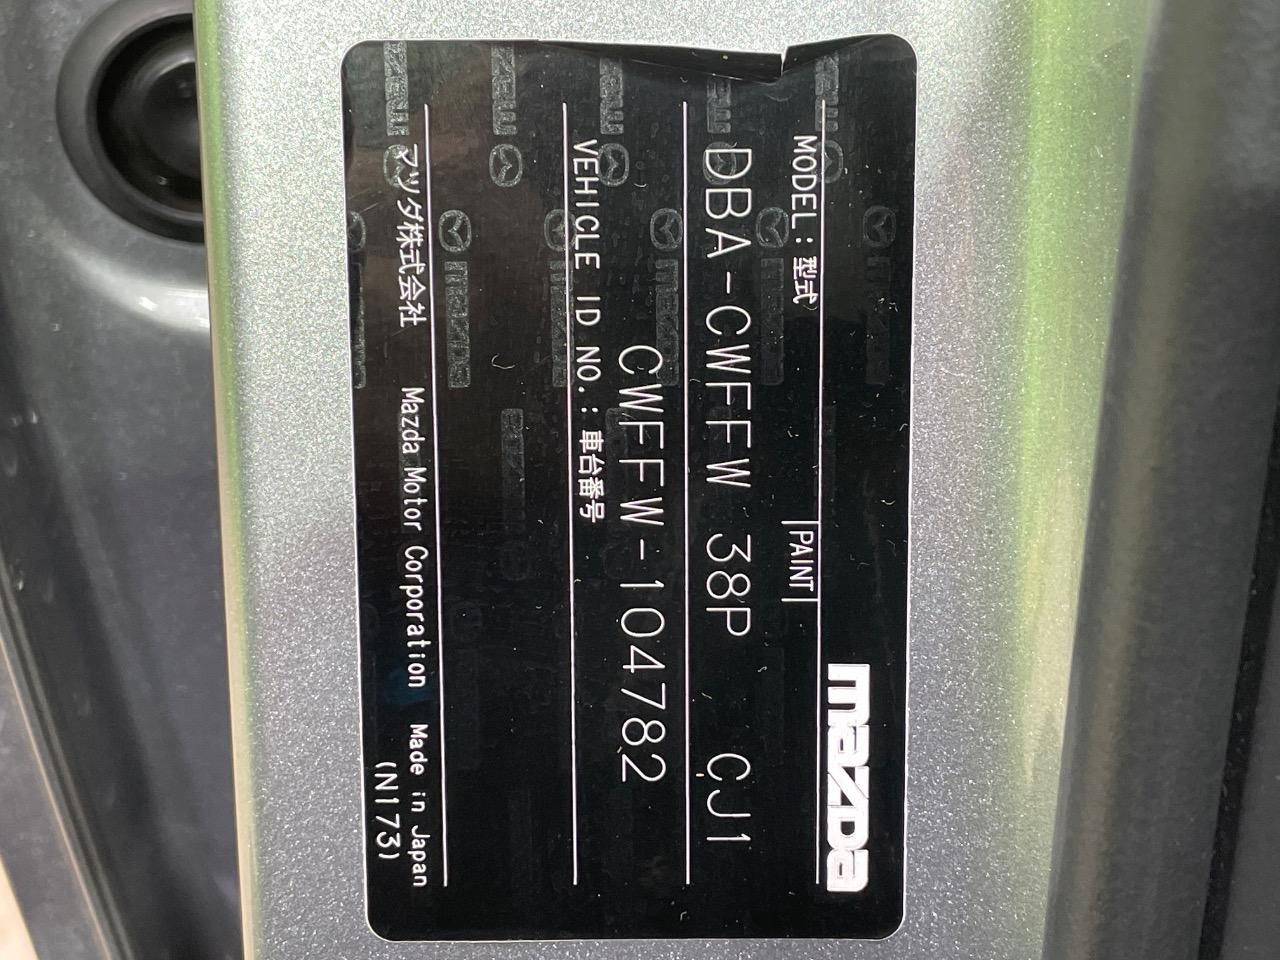 mazda
MODEL:型式 PAINT
DBA-CWFFW 38P CJ1
CWFFW-104782
VEHICLE ID NO.:車台番号
マツダ株式会社 Mazda Motor Corporation Made in Japan
(N173)